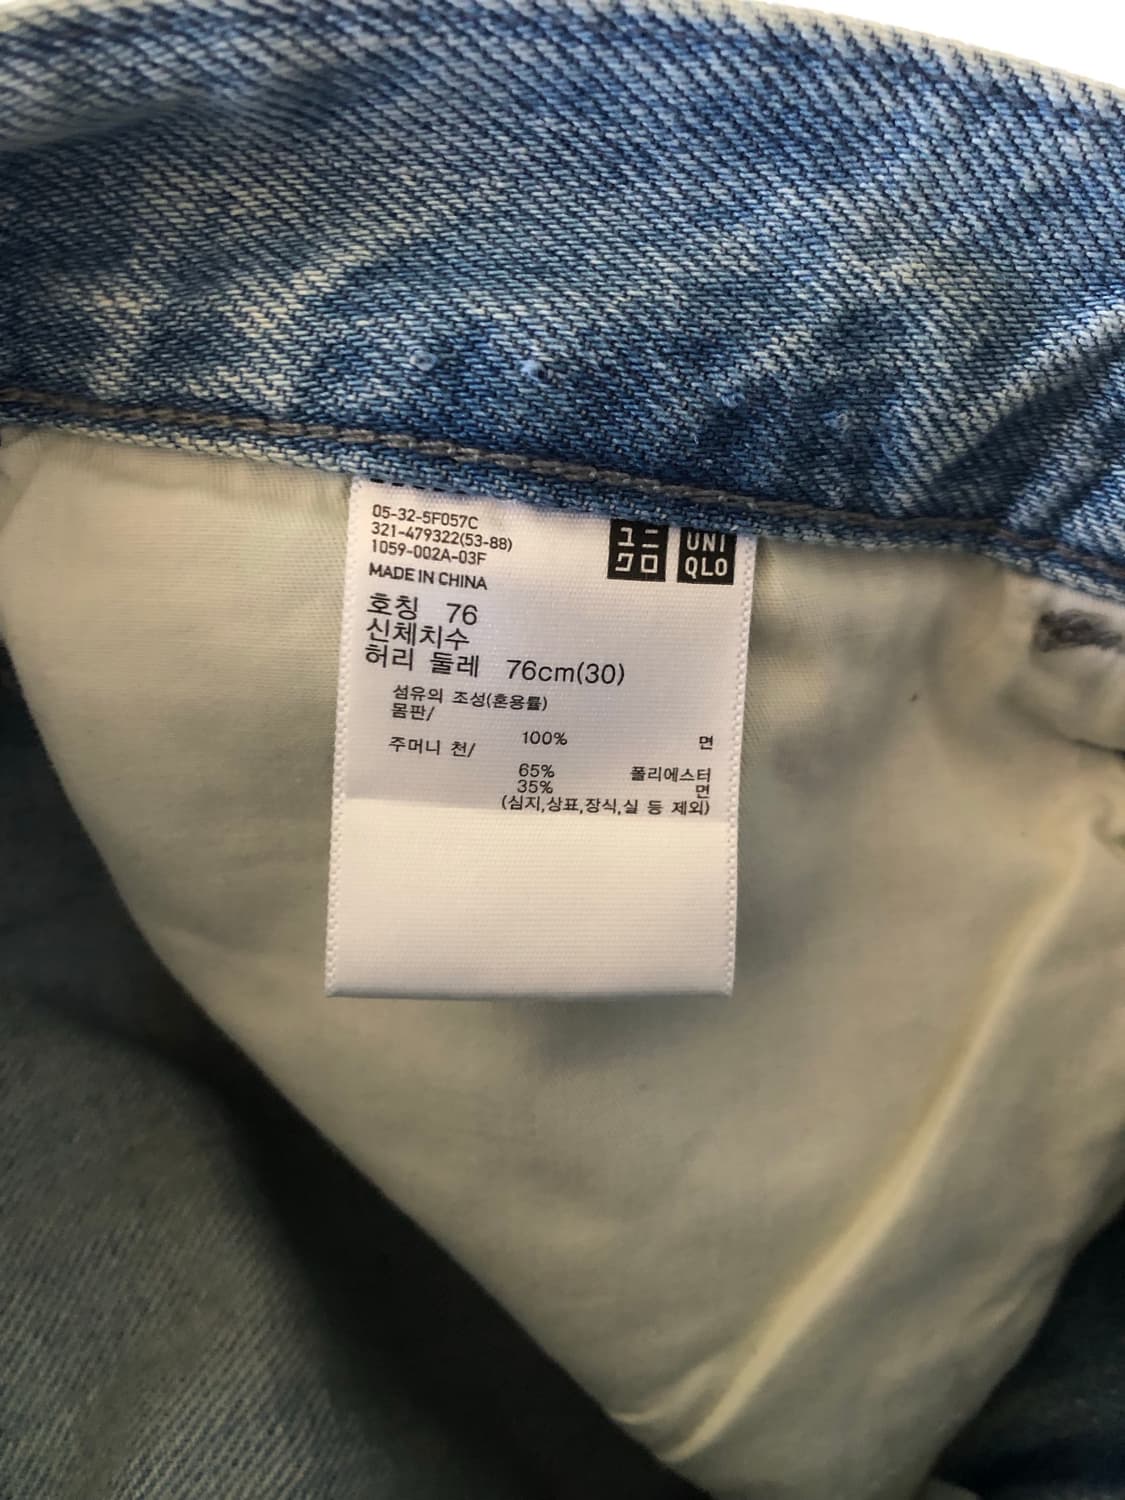 05-32-5F057C
321-479322(53-88)
1059-002A-03F
MADE IN CHINA
ユニ
クロ
UNI
QLO
호칭 76
신체치수
허리 둘레 76cm(30)
섬유의 조성(혼용률)
몸판/
100% 면
주머니 천/
65% 폴리에스터
35% 면
(심지,상표,장식,실 등 제외)